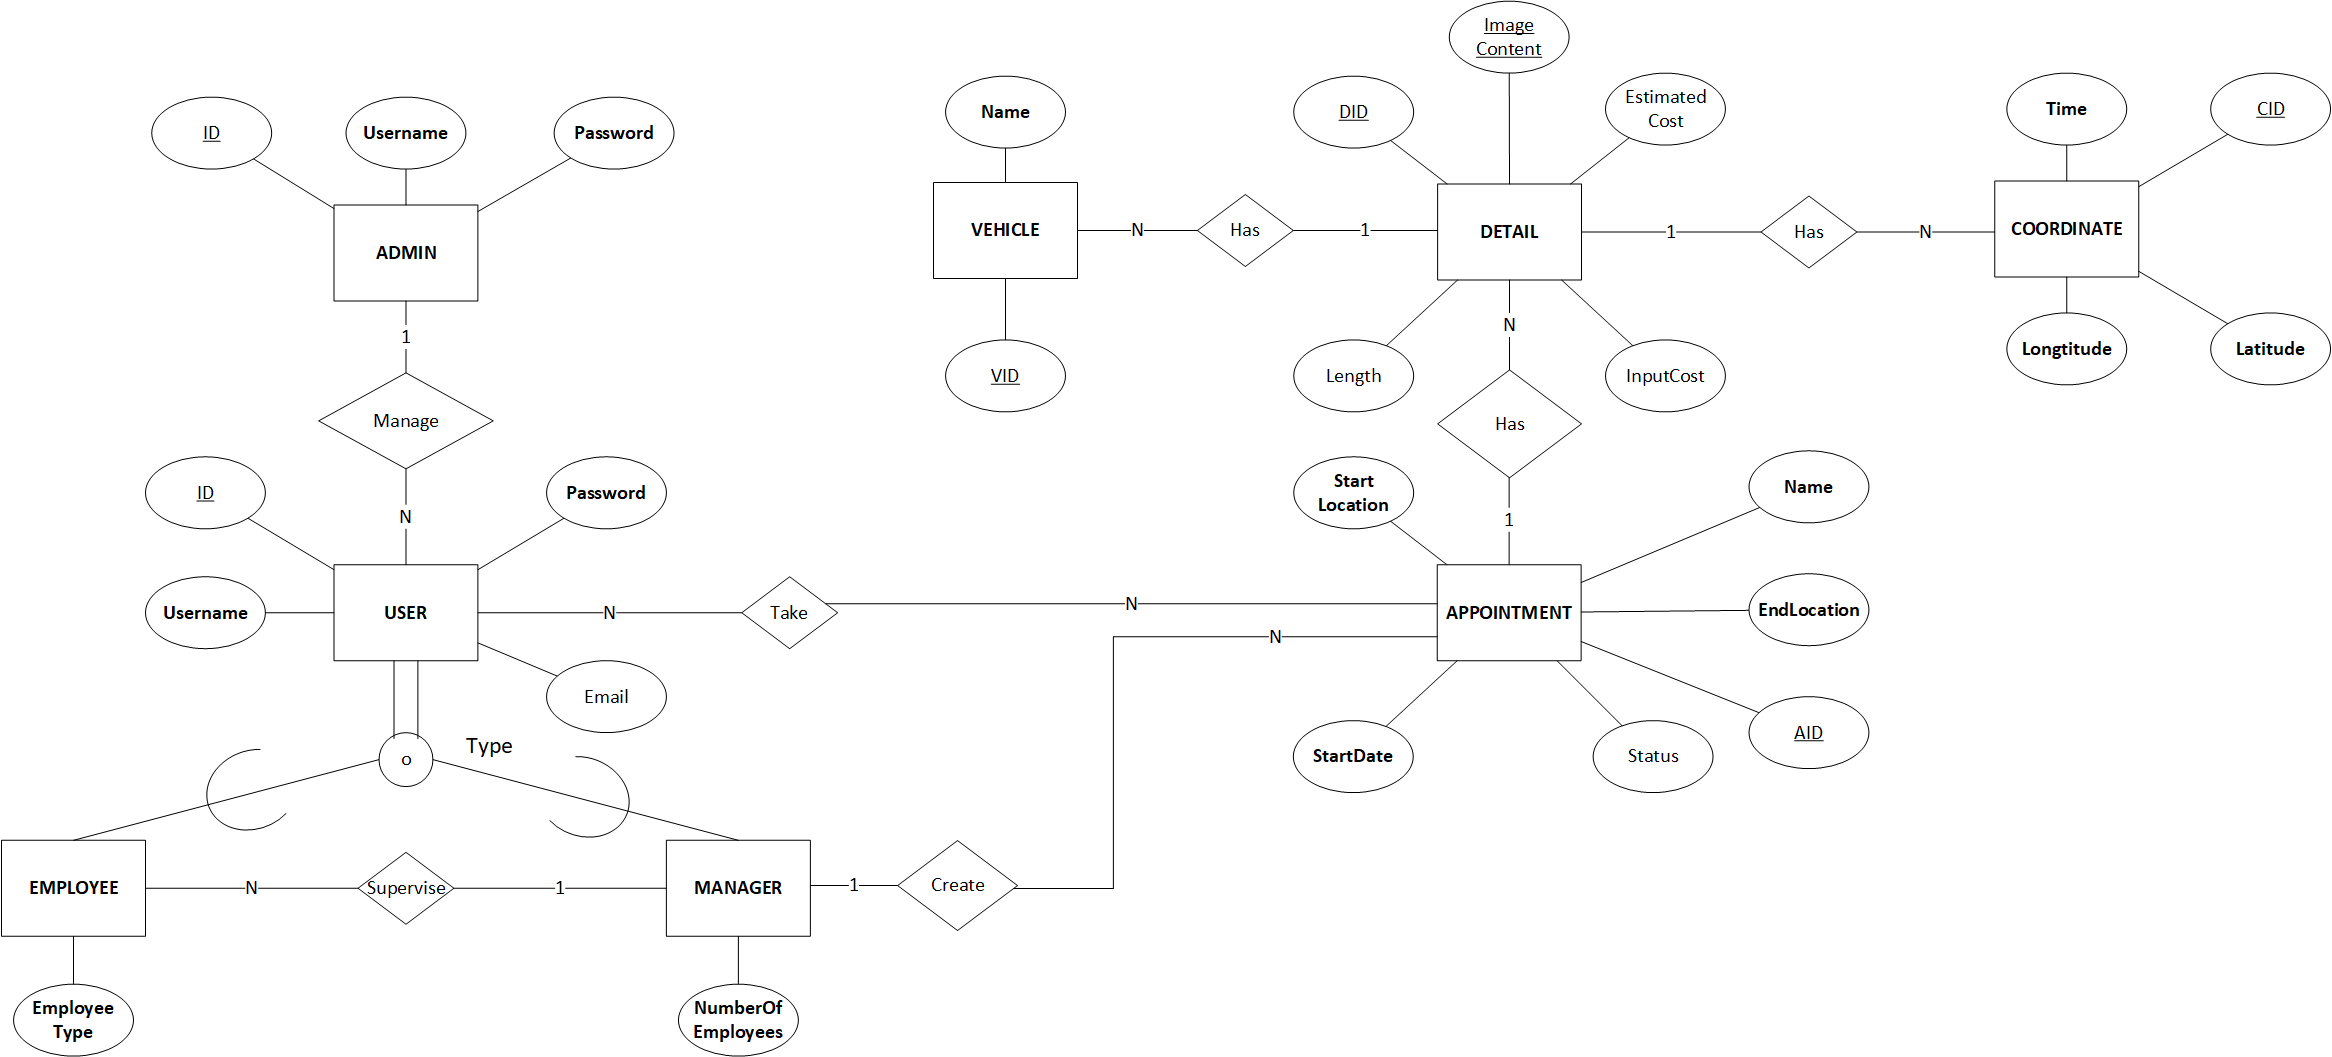 Image
Content
Name
DID
Estimated
Cost
Time
CID
ID
Username
Password
VEHICLE
N
Has
1
DETAIL
1
Has
N
COORDINATE
ADMIN
1
N
VID
Length
InputCost
Longtitude
Latitude
Manage
Has
ID
Password
Start
Location
Name
N
1
Username
USER
N
Take
N
APPOINTMENT
EndLocation
N
Email
Type
o
StartDate
Status
AID
EMPLOYEE
N
Supervise
1
MANAGER
1
Create
Employee
Type
NumberOf
Employees